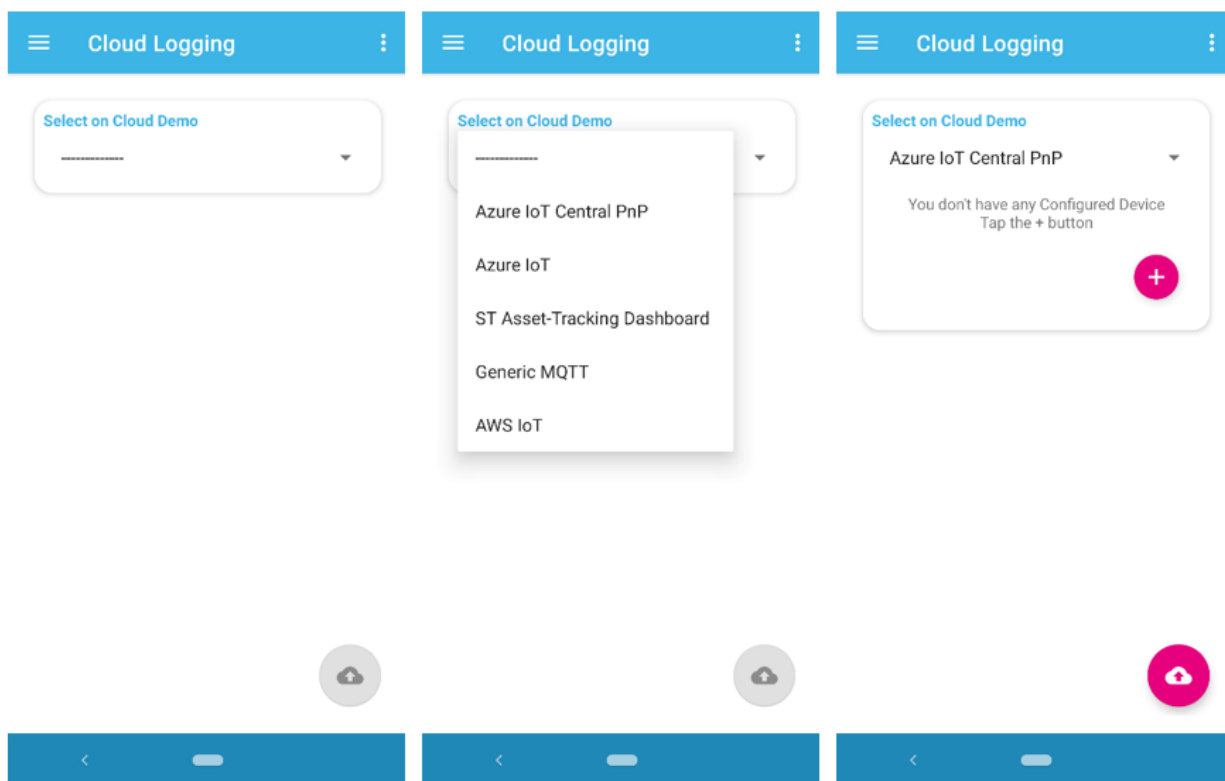 Cloud Logging
Select on Cloud Demo
-------------
Cloud Logging
Select on Cloud Demo
-------------
Azure IoT Central PnP
Azure IoT
ST Asset-Tracking Dashboard
Generic MQTT
AWS IoT
Cloud Logging
Select on Cloud Demo
Azure IoT Central PnP
You don't have any Configured Device
Tap the + button
+